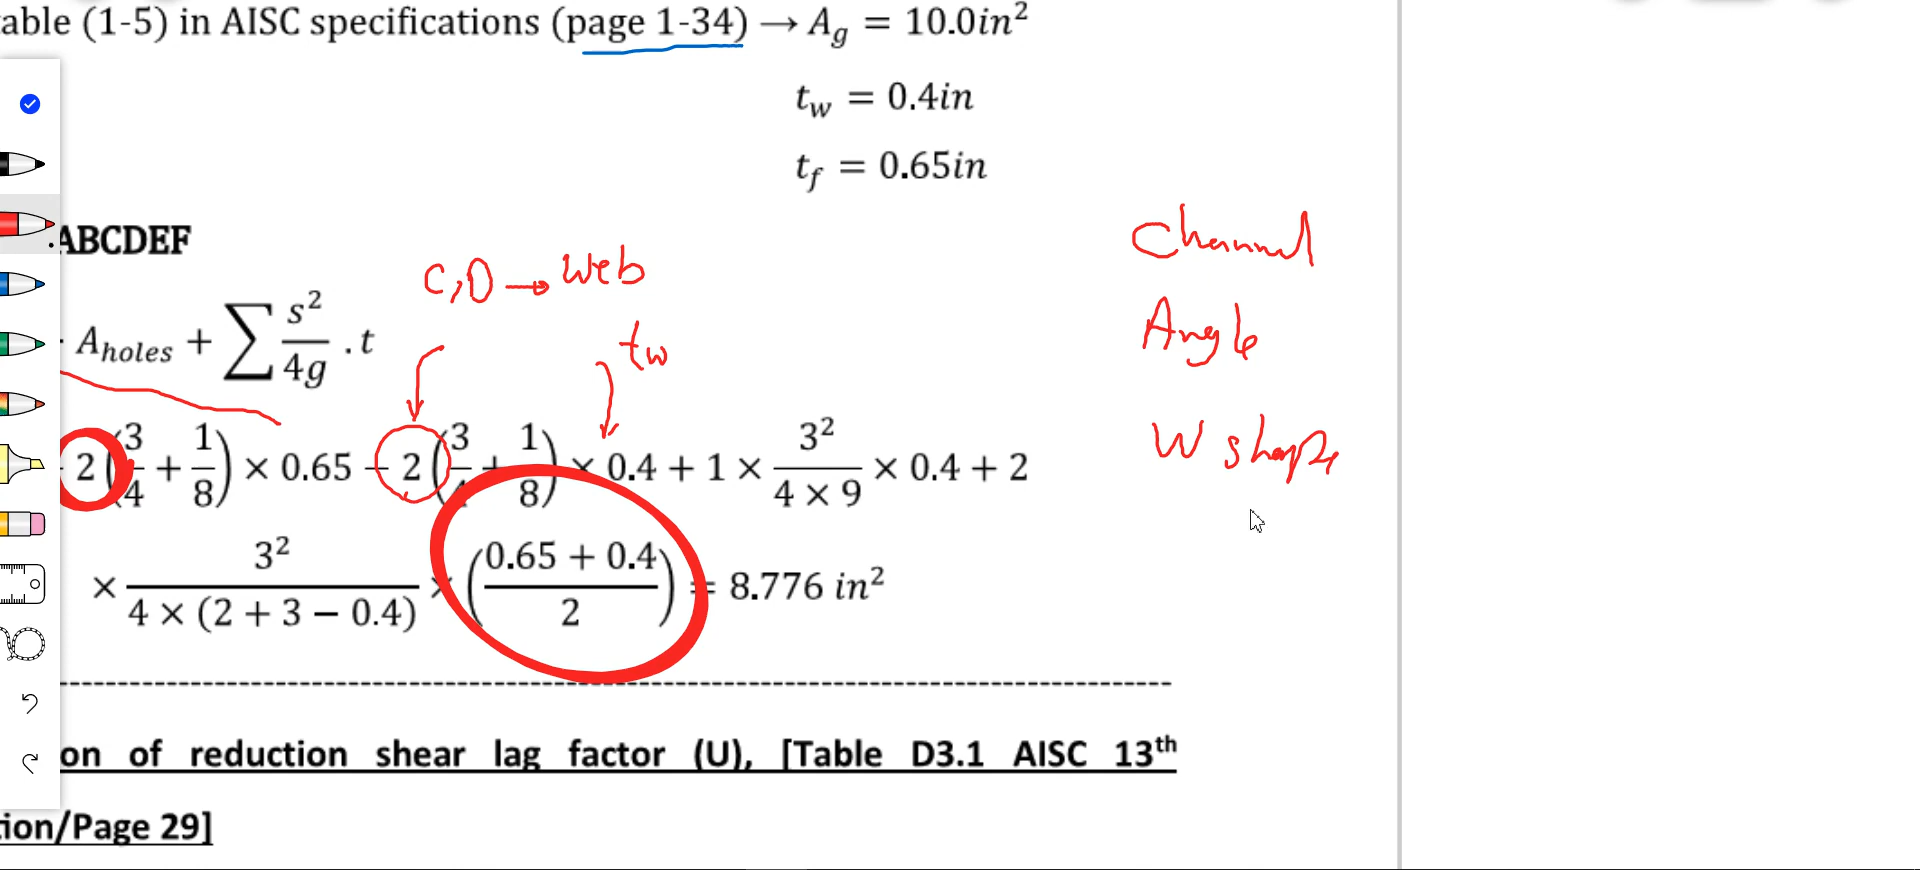 able (1-5) in AISC specifications (page 1-34) → A_g = 10.0in²
t_w = 0.4in
t_f = 0.65in
Channel
.ABCDEF
C,D → Web
Angle
A_holes + ∑ s²/4g . t
tw
W shape
2(3/4 + 1/8) × 0.65 − 2(3/4 + 1/8) × 0.4 + 1 × 3²/(4 × 9) × 0.4 + 2
× 3²/(4 × (2 + 3 − 0.4)) × ((0.65 + 0.4)/2) = 8.776 in²
on of reduction shear lag factor (U), [Table D3.1 AISC 13th
ion/Page 29]